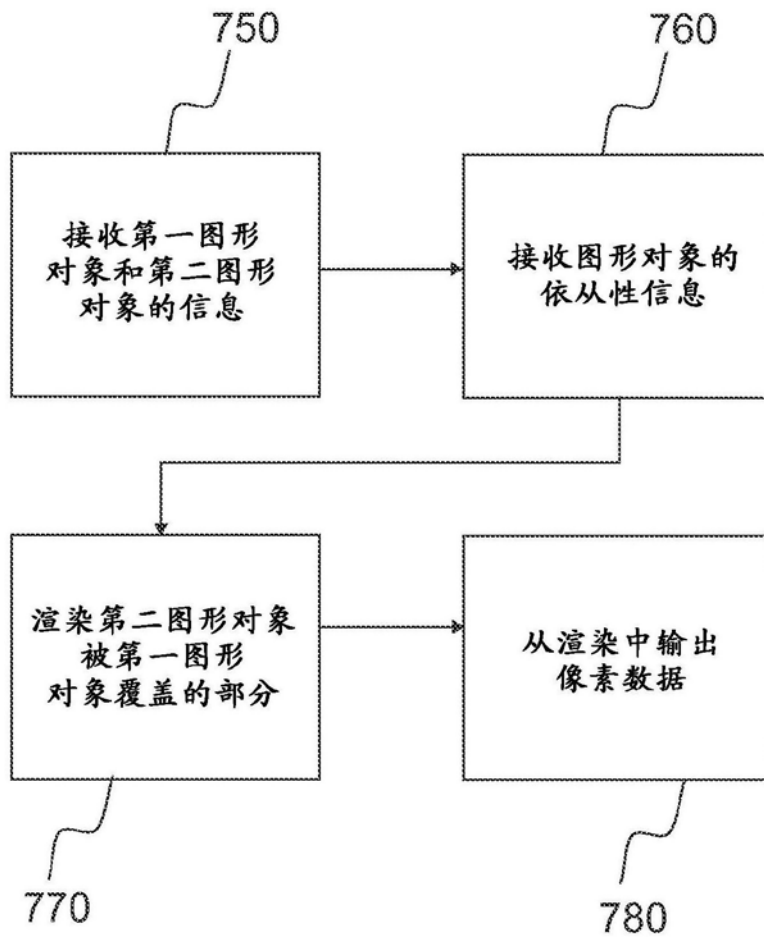 750
760
接收第一图形
对象和第二图形
对象的信息
接收图形对象的
依从性信息
渲染第二图形对象
被第一图形
对象覆盖的部分
从渲染中输出
像素数据
770
780